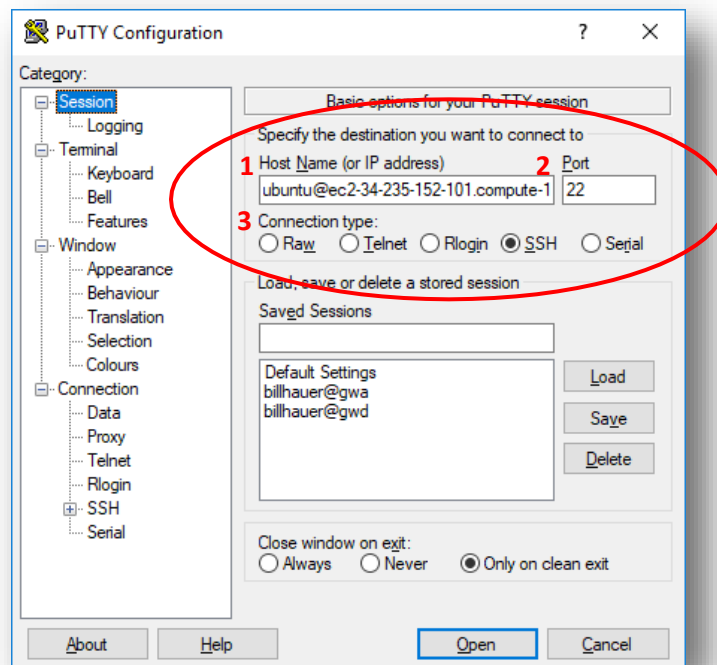 PuTTY Configuration ? X
Category:
Session
Logging
Terminal
Keyboard
Bell
Features
Window
Appearance
Behaviour
Translation
Selection
Colours
Connection
Data
Proxy
Telnet
Rlogin
SSH
Serial
Basic options for your PuTTY session
Specify the destination you want to connect to
1 Host Name (or IP address) 2 Port
ubuntu@ec2-34-235-152-101.compute-1 22
3 Connection type:
Raw Telnet Rlogin SSH Serial
Load, save or delete a stored session
Saved Sessions
Default Settings
billhauer@gwa
billhauer@gwd
Load
Save
Delete
Close window on exit:
Always Never Only on clean exit
About Help Open Cancel